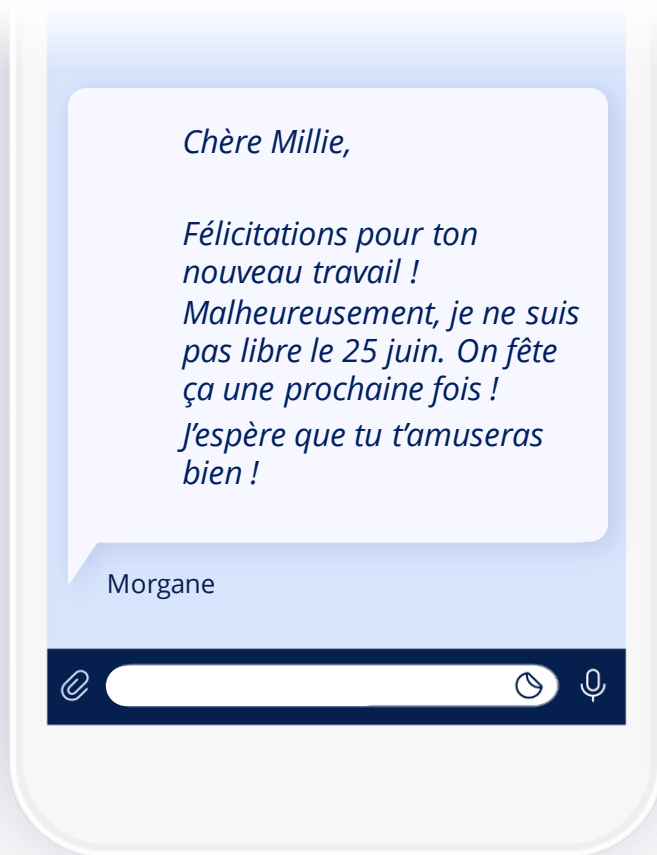 Chère Millie,
Félicitations pour ton
nouveau travail !
Malheureusement, je ne suis
pas libre le 25 juin. On fête
ça une prochaine fois !
J’espère que tu t’amuseras
bien !
Morgane